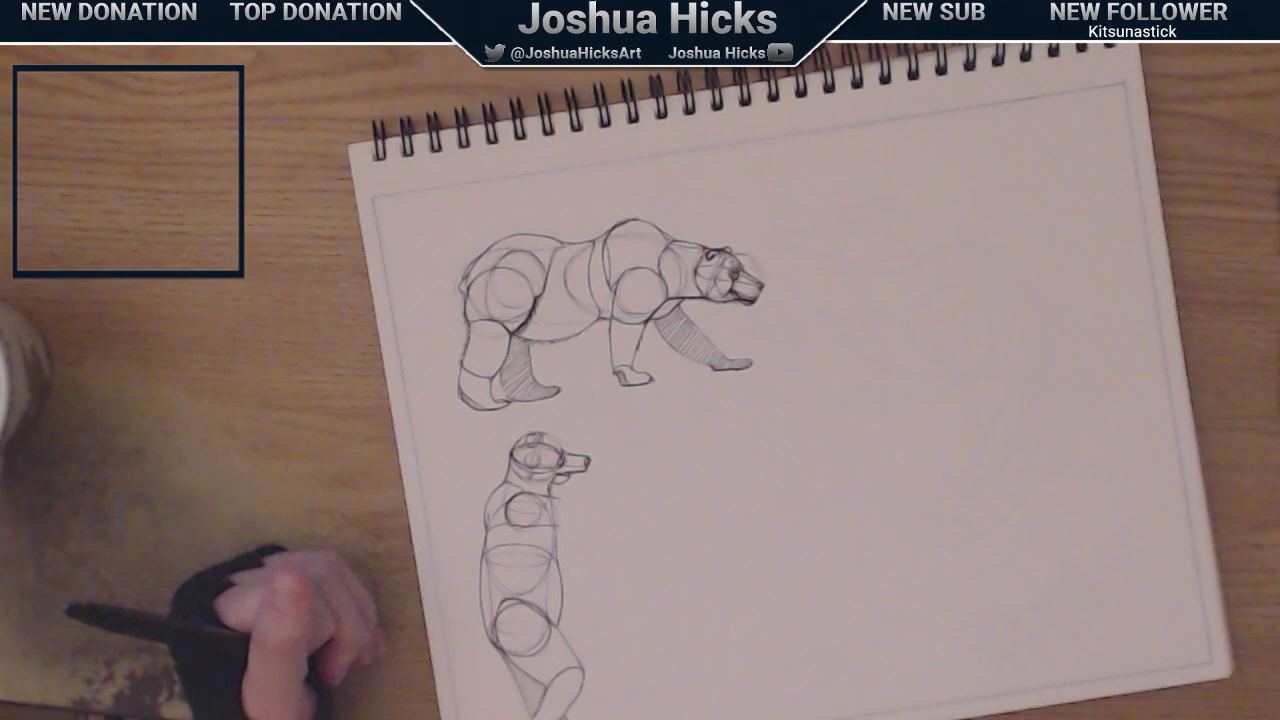 NEW DONATION
TOP DONATION
Joshua Hicks
@JoshuaHicksArt
Joshua Hicks
NEW SUB
NEW FOLLOWER
Kitsunastick